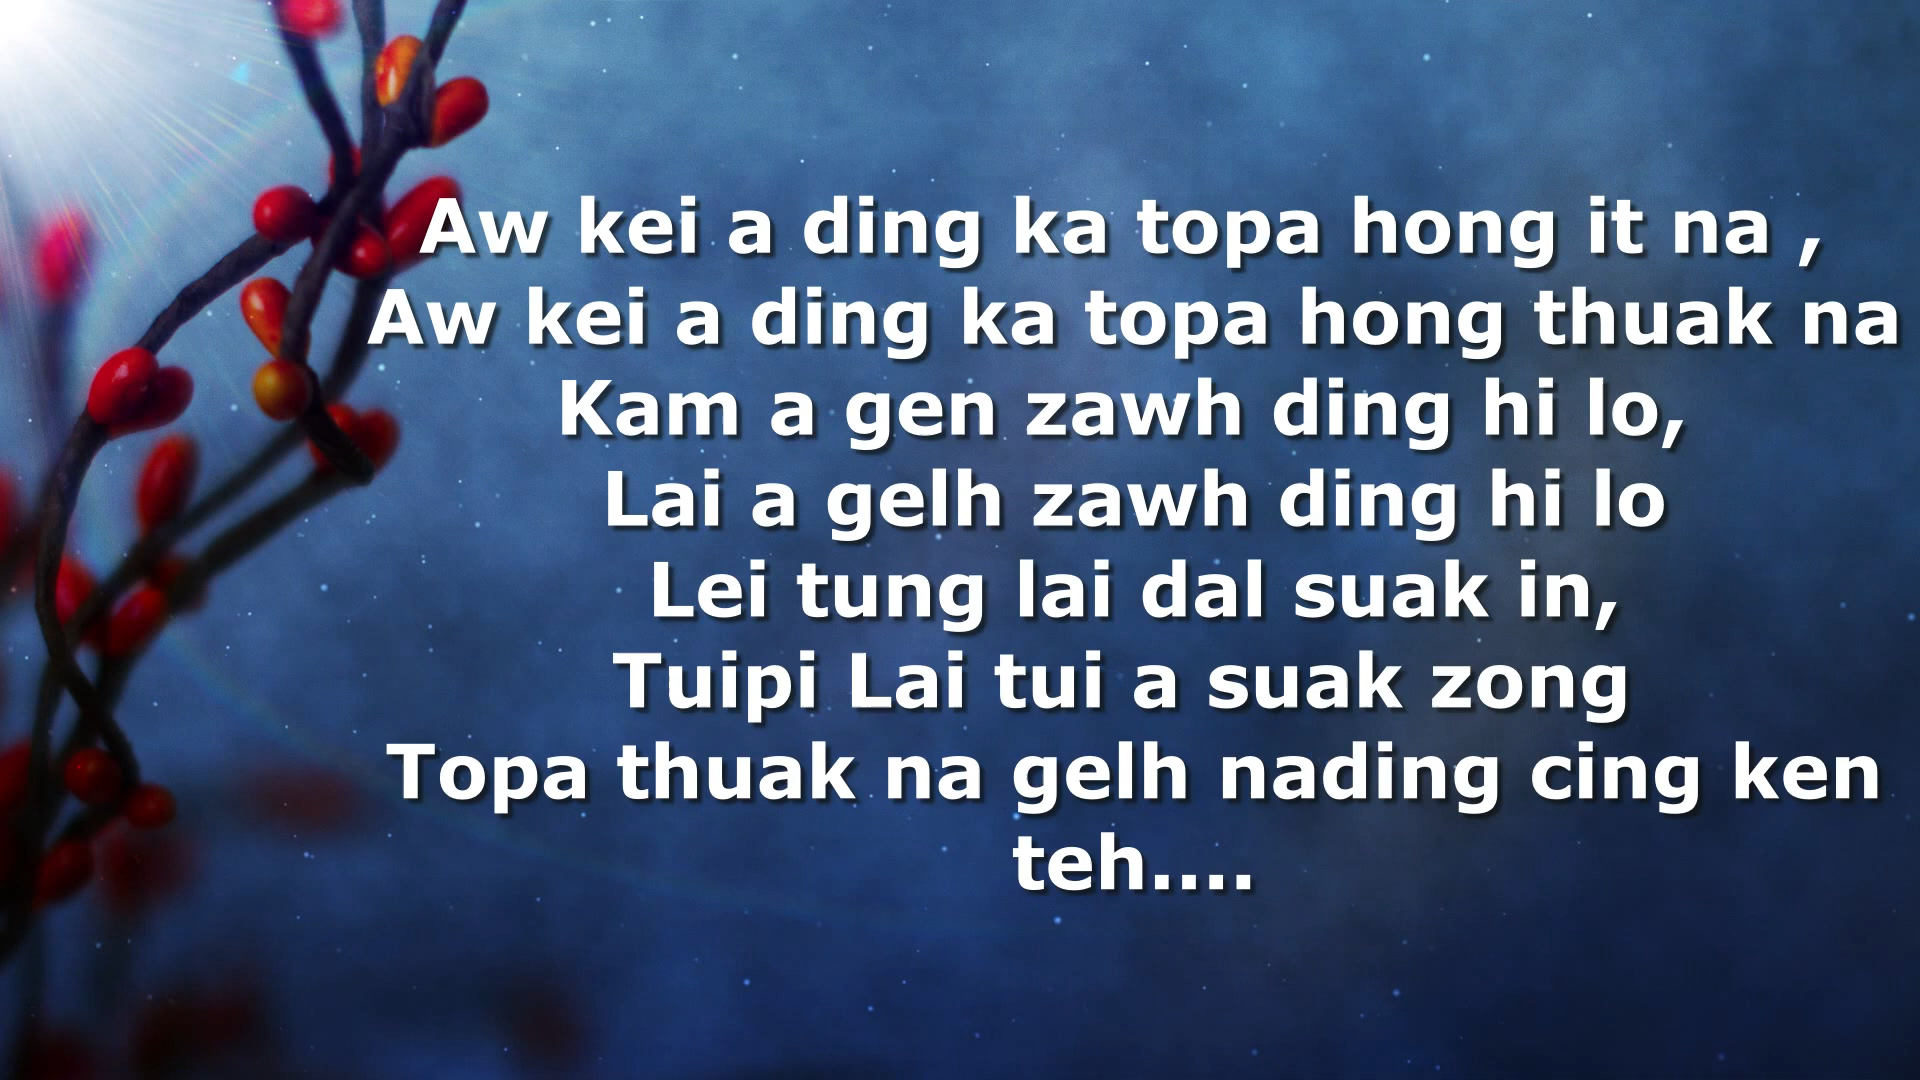 Aw kei a ding ka topa hong it na ,
Aw kei a ding ka topa hong thuak na
Kam a gen zawh ding hi lo,
Lai a gelh zawh ding hi lo
Lei tung lai dal suak in,
Tuipi Lai tui a suak zong
Topa thuak na gelh nading cing ken
teh....